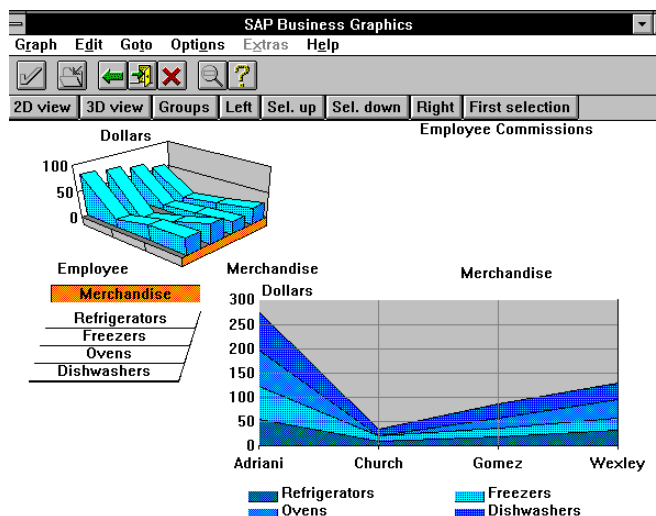 SAP Business Graphics
Graph Edit Goto Options Extras Help
2D view 3D view Groups Left Sel. up Sel. down Right First selection
Employee Commissions
Dollars
100
50
0
Employee
Merchandise
Refrigerators
Freezers
Ovens
Dishwashers
Merchandise
Merchandise
Dollars
300
250
200
150
100
50
0
Adriani Church Gomez Wexley
Refrigerators Freezers
Ovens Dishwashers